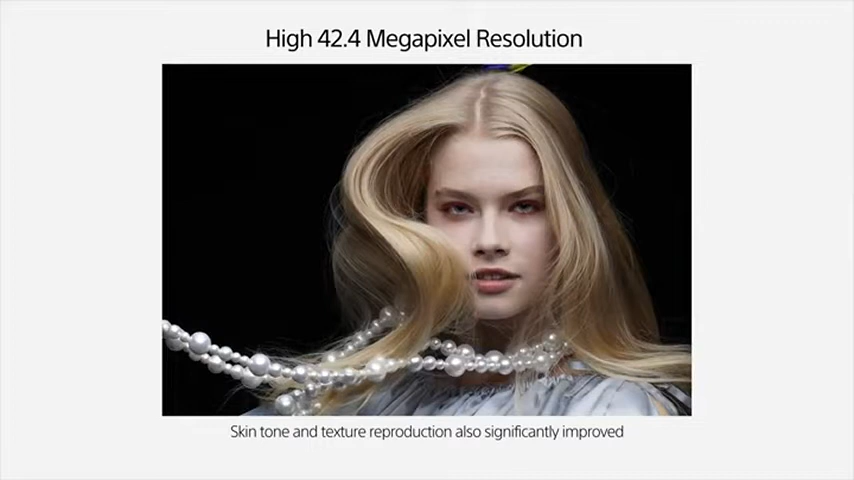 High 42.4 Megapixel Resolution
Skin tone and texture reproduction also significantly improved